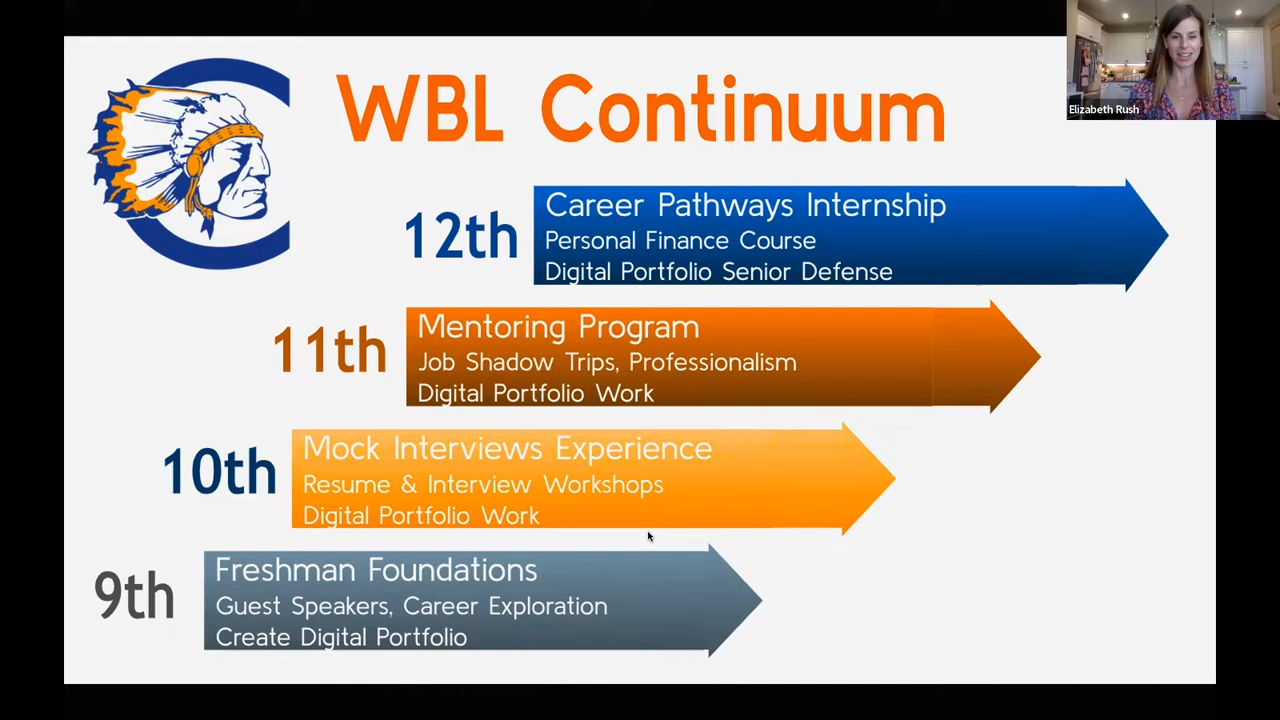 WBL Continuum
Elizabeth Rush
12th
Career Pathways Internship
Personal Finance Course
Digital Portfolio Senior Defense
11th
Mentoring Program
Job Shadow Trips, Professionalism
Digital Portfolio Work
10th
Mock Interviews Experience
Resume & Interview Workshops
Digital Portfolio Work
9th
Freshman Foundations
Guest Speakers, Career Exploration
Create Digital Portfolio